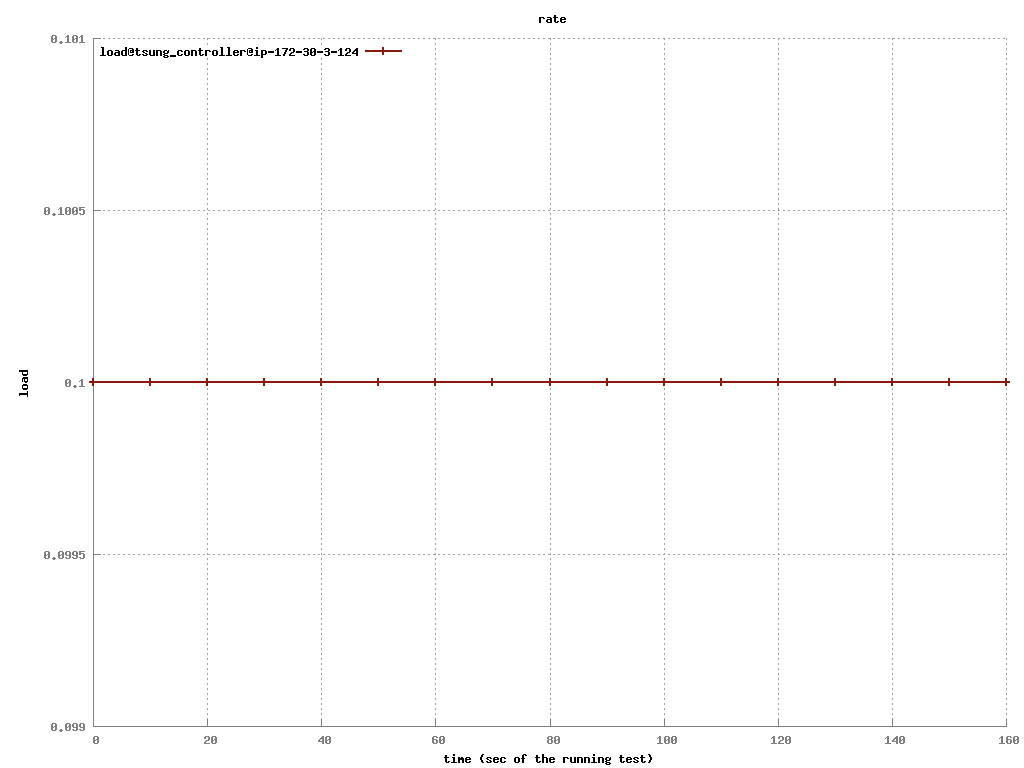 rate
0.101
load@tsung_controller@ip-172-30-3-124
0.1005
0.1
load
0.0995
0.099
0 20 40 60 80 100 120 140 160
time (sec of the running test)